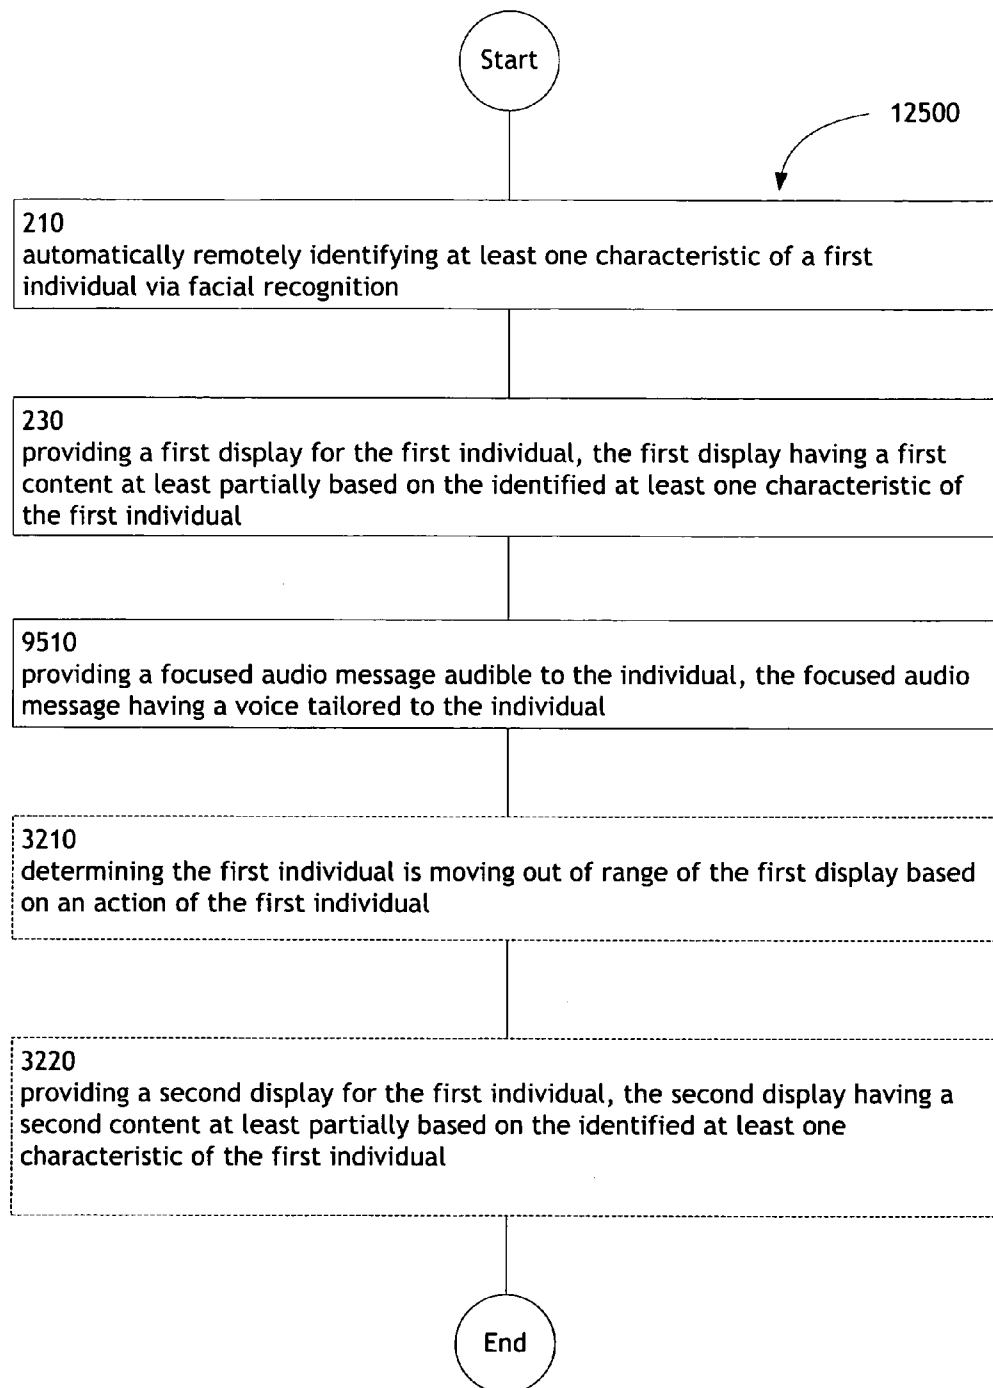 Start
12500
210
automatically remotely identifying at least one characteristic of a first
individual via facial recognition
230
providing a first display for the first individual, the first display having a first
content at least partially based on the identified at least one characteristic of
the first individual
9510
providing a focused audio message audible to the individual, the focused audio
message having a voice tailored to the individual
3210
determining the first individual is moving out of range of the first display based
on an action of the first individual
3220
providing a second display for the first individual, the second display having a
second content at least partially based on the identified at least one
characteristic of the first individual
End